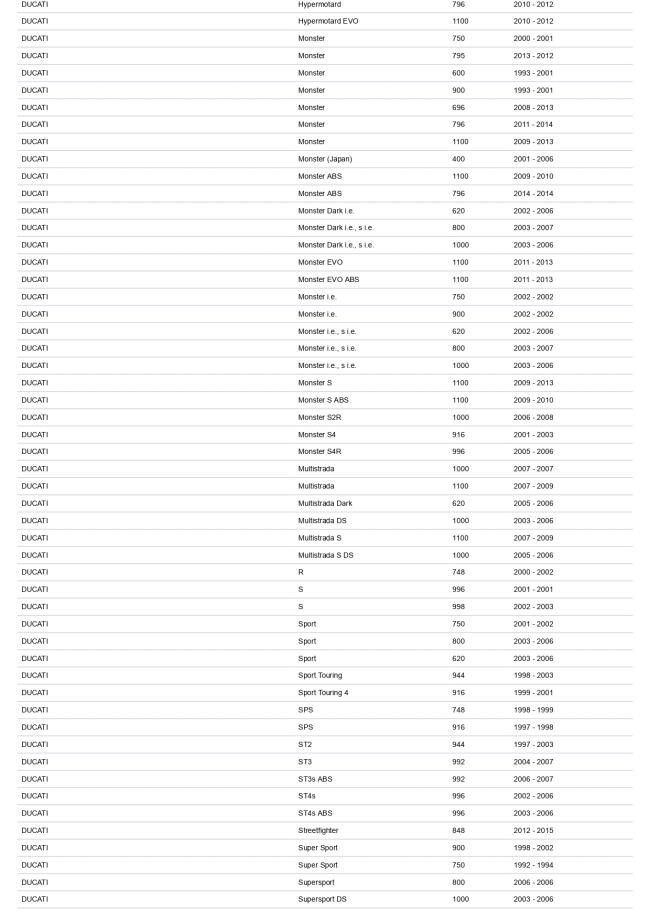 DUCATI Hypermotard 796 2010 - 2012
DUCATI Hypermotard EVO 1100 2010 - 2012
DUCATI Monster 750 2000 - 2001
DUCATI Monster 795 2013 - 2012
DUCATI Monster 600 1993 - 2001
DUCATI Monster 900 1993 - 2001
DUCATI Monster 696 2008 - 2013
DUCATI Monster 796 2011 - 2014
DUCATI Monster 1100 2009 - 2013
DUCATI Monster (Japan) 400 2001 - 2006
DUCATI Monster ABS 1100 2009 - 2010
DUCATI Monster ABS 796 2014 - 2014
DUCATI Monster Dark i.e. 620 2002 - 2006
DUCATI Monster Dark i.e., s i.e. 800 2003 - 2007
DUCATI Monster Dark i.e., s i.e. 1000 2003 - 2006
DUCATI Monster EVO 1100 2011 - 2013
DUCATI Monster EVO ABS 1100 2011 - 2013
DUCATI Monster i.e. 750 2002 - 2002
DUCATI Monster i.e. 900 2002 - 2002
DUCATI Monster i.e., s i.e. 620 2002 - 2006
DUCATI Monster i.e., s i.e. 800 2003 - 2007
DUCATI Monster i.e., s i.e. 1000 2003 - 2006
DUCATI Monster S 1100 2009 - 2013
DUCATI Monster S ABS 1100 2009 - 2010
DUCATI Monster S2R 1000 2006 - 2008
DUCATI Monster S4 916 2001 - 2003
DUCATI Monster S4R 996 2005 - 2006
DUCATI Multistrada 1000 2007 - 2007
DUCATI Multistrada 1100 2007 - 2009
DUCATI Multistrada Dark 620 2005 - 2006
DUCATI Multistrada DS 1000 2003 - 2006
DUCATI Multistrada S 1100 2007 - 2009
DUCATI Multistrada S DS 1000 2005 - 2006
DUCATI R 748 2000 - 2002
DUCATI S 996 2001 - 2001
DUCATI S 998 2002 - 2003
DUCATI Sport 750 2001 - 2002
DUCATI Sport 800 2003 - 2006
DUCATI Sport 620 2003 - 2006
DUCATI Sport Touring 944 1998 - 2003
DUCATI Sport Touring 4 916 1999 - 2001
DUCATI SPS 748 1998 - 1999
DUCATI SPS 916 1997 - 1998
DUCATI ST2 944 1997 - 2003
DUCATI ST3 992 2004 - 2007
DUCATI ST3s ABS 992 2006 - 2007
DUCATI ST4s 996 2002 - 2006
DUCATI ST4s ABS 996 2003 - 2006
DUCATI Streetfighter 848 2012 - 2015
DUCATI Super Sport 900 1998 - 2002
DUCATI Super Sport 750 1992 - 1994
DUCATI Supersport 800 2006 - 2006
DUCATI Supersport DS 1000 2003 - 2006